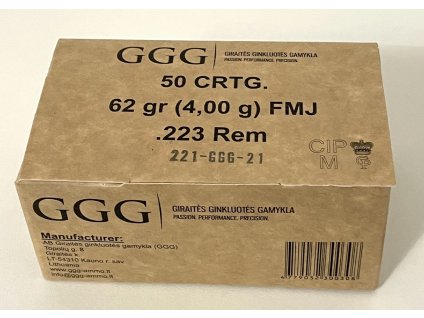 GGG GIRAITĖS GINKLUOTĖS GAMYKLA
PASSION. PERFORMANCE. PRECISION.
50 CRTG.
62 gr (4,00 g) FMJ
.223 Rem
221-GGG-21
CIP
M
GGG GIRAITĖS GINKLUOTĖS GAMYKLA
PASSION. PERFORMANCE. PRECISION.
Manufacturer:
AB Giraitės ginkluotės gamykla (GGG)
Topolių g. 8
Giraitės k.
LT-54310 Kauno r. sav
Lithuania
www.ggg-ammo.lt
info@ggg-ammo.lt